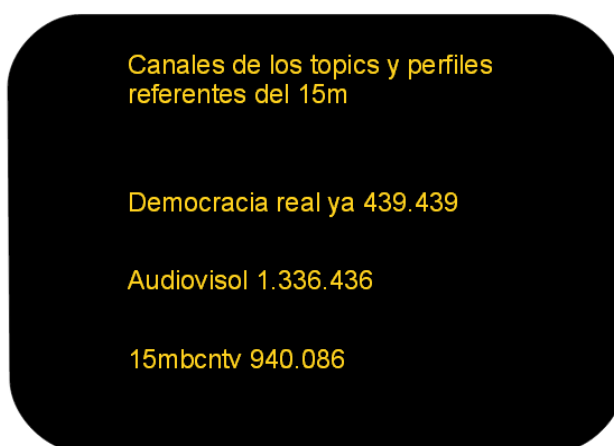 Canales de los topics y perfiles
referentes del 15m
Democracia real ya 439.439
Audiovisol 1.336.436
15mbcntv 940.086